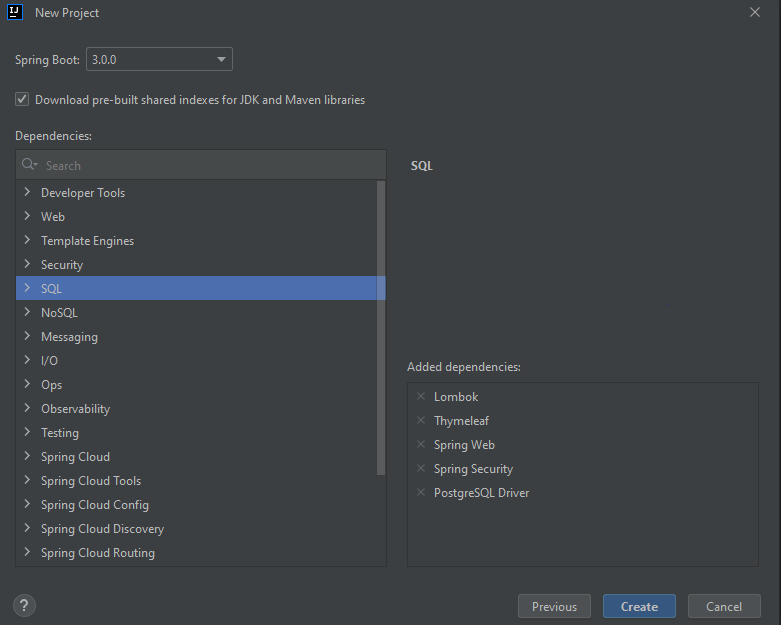 IJ New Project
Spring Boot: 3.0.0
Download pre-built shared indexes for JDK and Maven libraries
Dependencies:
Search
Developer Tools
Web
Template Engines
Security
SQL
NoSQL
Messaging
I/O
Ops
Observability
Testing
Spring Cloud
Spring Cloud Tools
Spring Cloud Config
Spring Cloud Discovery
Spring Cloud Routing
SQL
Added dependencies:
Lombok
Thymeleaf
Spring Web
Spring Security
PostgreSQL Driver
? Previous Create Cancel